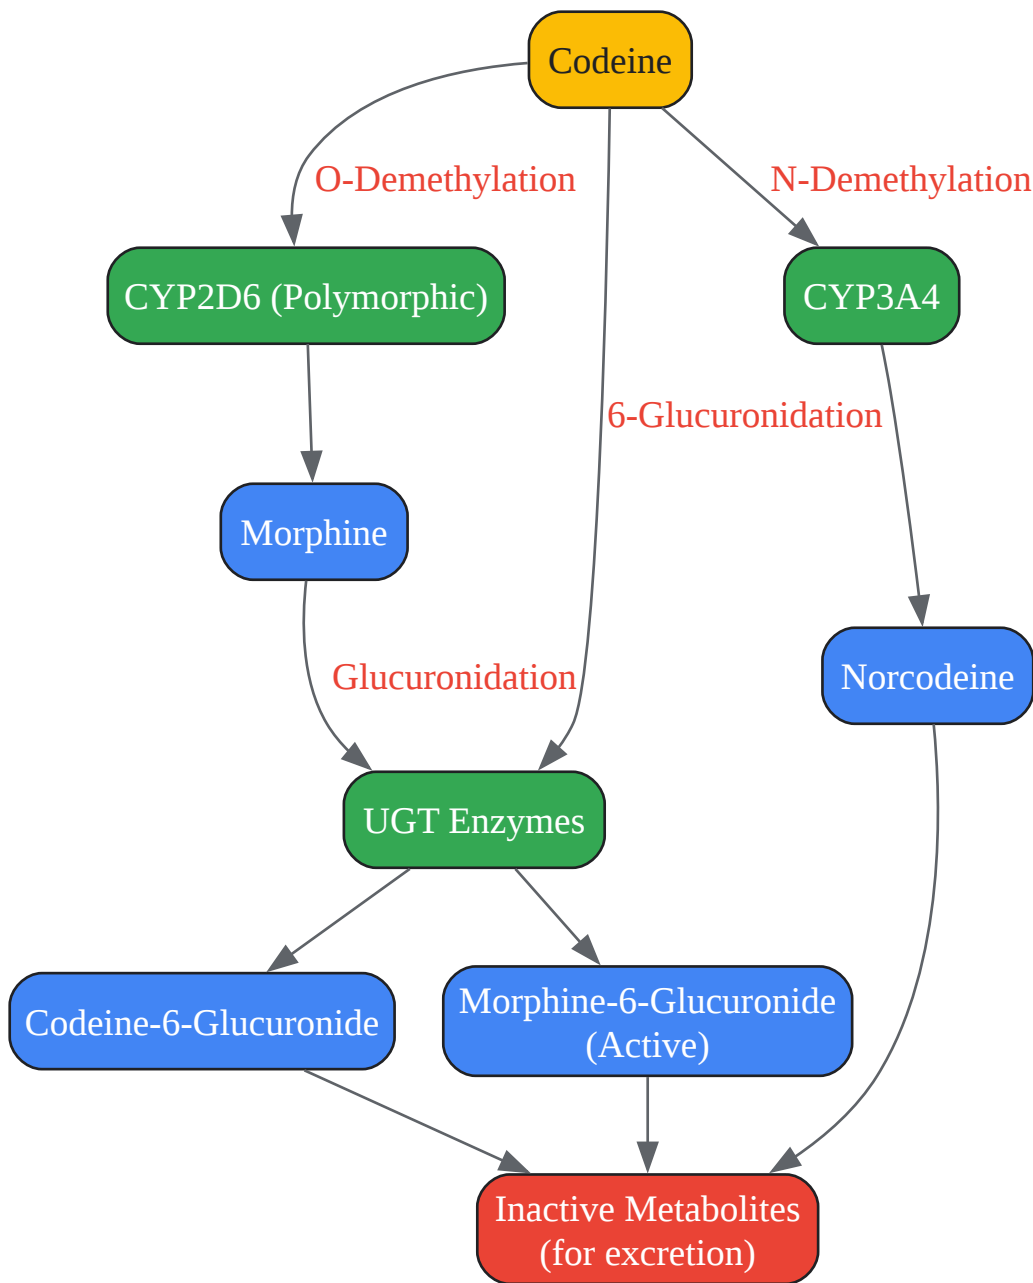 Codeine
O-Demethylation
N-Demethylation
CYP2D6 (Polymorphic)
CYP3A4
6-Glucuronidation
Morphine
Glucuronidation
Norcodeine
UGT Enzymes
Codeine-6-Glucuronide
Morphine-6-Glucuronide
(Active)
Inactive Metabolites
(for excretion)